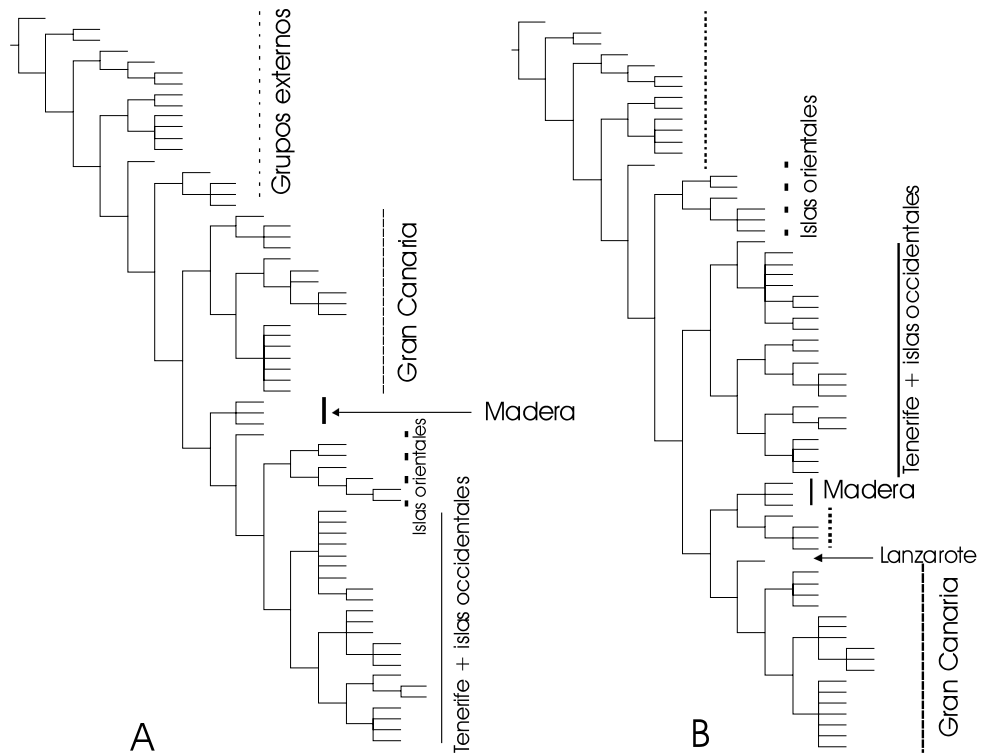 Grupos externos
Gran Canaria
Madera
Islas orientales
Tenerife + islas occidentales
A
Islas orientales
Tenerife + islas occidentales
Madera
Lanzarote
Gran Canaria
B